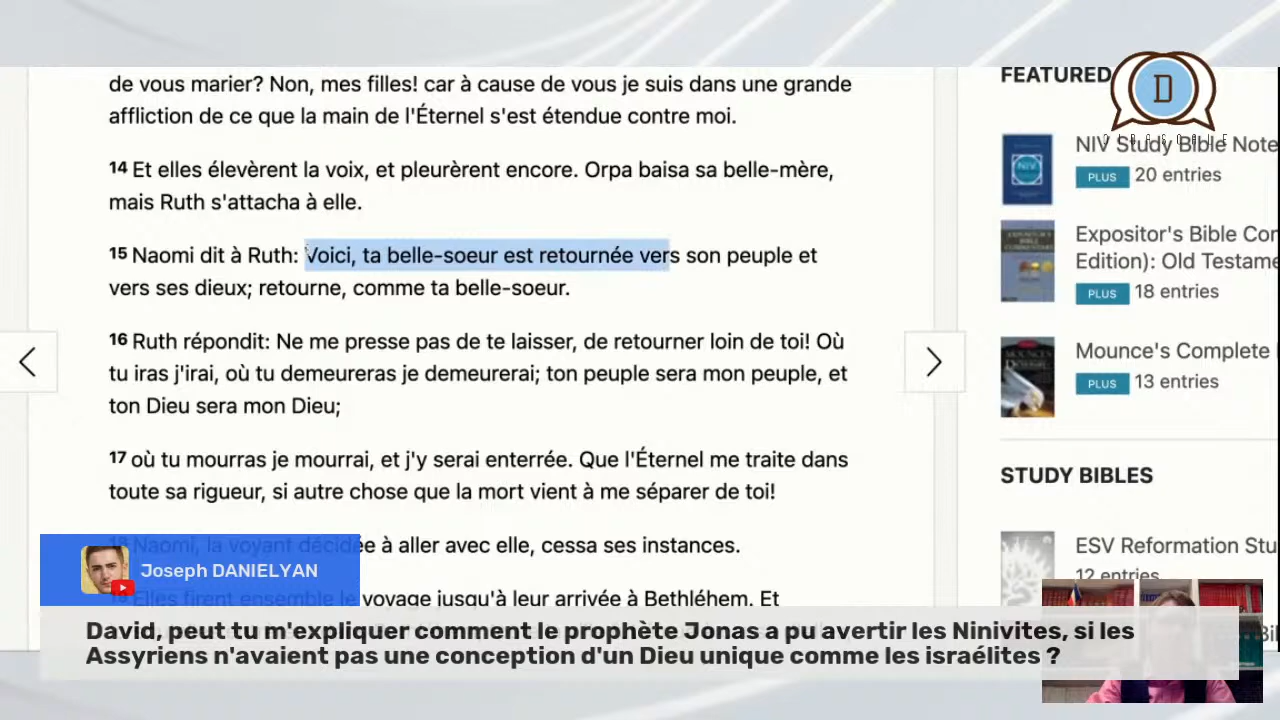 de vous marier? Non, mes filles! car à cause de vous je suis dans une grande
affliction de ce que la main de l'Éternel s'est étendue contre moi.
14 Et elles élevèrent la voix, et pleurèrent encore. Orpa baisa sa belle-mère,
mais Ruth s'attacha à elle.
15 Naomi dit à Ruth: Voici, ta belle-soeur est retournée vers son peuple et
vers ses dieux; retourne, comme ta belle-soeur.
16 Ruth répondit: Ne me presse pas de te laisser, de retourner loin de toi! Où
tu iras j'irai, où tu demeureras je demeurerai; ton peuple sera mon peuple, et
ton Dieu sera mon Dieu;
17 où tu mourras je mourrai, et j'y serai enterrée. Que l'Éternel me traite dans
toute sa rigueur, si autre chose que la mort vient à me séparer de toi!
18 Naomi, la voyant décidée à aller avec elle, cessa ses instances.
19 Elles firent ensemble le voyage jusqu'à leur arrivée à Bethléhem. Et
FEATURED
D
NIV Study Bible Note
PLUS 20 entries
NIV
Expositor's Bible Cor
Edition): Old Testame
PLUS 18 entries
Mounce's Complete
PLUS 13 entries
STUDY BIBLES
ESV Reformation Stu
12 entries
Joseph DANIELYAN
David, peut tu m'expliquer comment le prophète Jonas a pu avertir les Ninivites, si les
Assyriens n'avaient pas une conception d'un Dieu unique comme les israélites ?